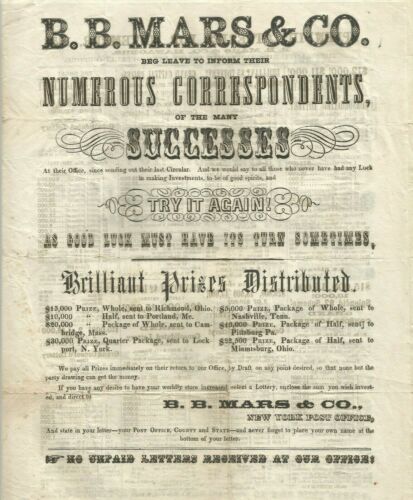 B. B. MARS & CO.
BEG LEAVE TO INFORM THEIR
NUMEROUS CORRESPONDENTS,
OF THE MANY
SUCCESSES
At their Office, since sending out their last Circular. And we would say to all those who never have had any Luck
in making Investments, to be of good spirits, and
TRY IT AGAIN!
AS GOOD LUCK MUST HAVE ITS TURN SOMETIMES,
Brilliant Prizes Distributed.
$15,000 PRIZE, Whole, sent to Richmond, Ohio.
$10,000 " Half, sent to Portland, Me.
$20,000 " Package of Whole, sent to Cam-
bridge, Mass.
$30,000 PRIZE, Quarter Package, sent to Lock-
port, N. York.
$5,000 PRIZE, Package of Whole, sent to
Nashville, Tenn.
PRIZE, Package of Half, sent to
Pittsburg Pa.
PRIZE, Package of Half, sent to
Miamisburg, Ohio.
We pay all Prizes immediately on their return to our Office, by Draft on any point desired, so that none but the
party drawing can get the money.
If you have any desire to have your worldly store increased select a Lottery, enclose the sum you wish invest-
ed, and direct to
B. B. MARS & CO.,
NEW YORK POST OFFICE,
And state in your letter—your POST OFFICE, COUNTY and STATE—and never forget to place your own name at the
bottom of your letter.
☞ NO UNPAID LETTERS RECEIVED AT OUR OFFICE: